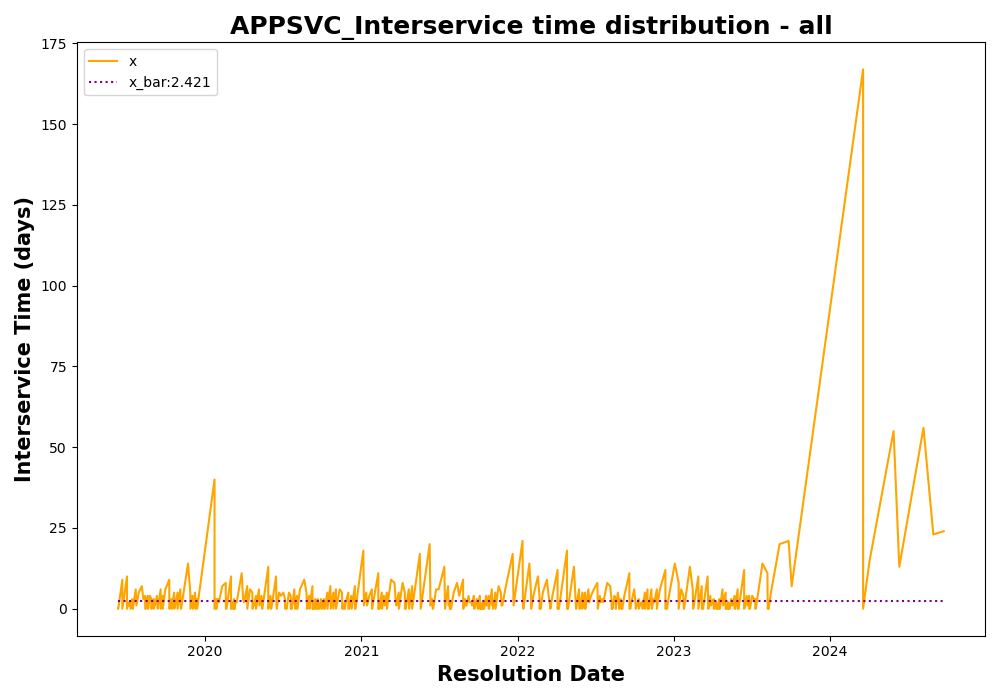 APPSVC_Interservice time distribution - all
x
x_bar:2.421
Interservice Time (days)
175
150
125
100
75
50
25
0
2020
2021
2022
2023
2024
Resolution Date